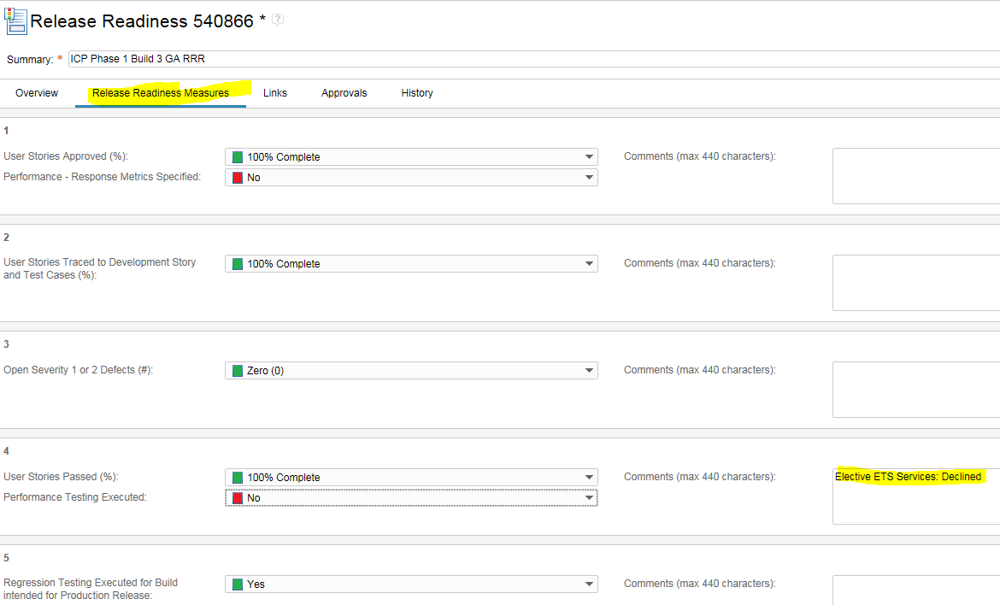 Release Readiness 540866 * ?
Summary: * ICP Phase 1 Build 3 GA RRR
Overview Release Readiness Measures Links Approvals History
1
User Stories Approved (%): 100% Complete Comments (max 440 characters):
Performance - Response Metrics Specified: No
2
User Stories Traced to Development Story 100% Complete Comments (max 440 characters):
and Test Cases (%):
3
Open Severity 1 or 2 Defects (#): Zero (0) Comments (max 440 characters):
4
User Stories Passed (%): 100% Complete Comments (max 440 characters): Elective ETS Services: Declined
Performance Testing Executed: No
5
Regression Testing Executed for Build Yes Comments (max 440 characters):
intended for Production Release: